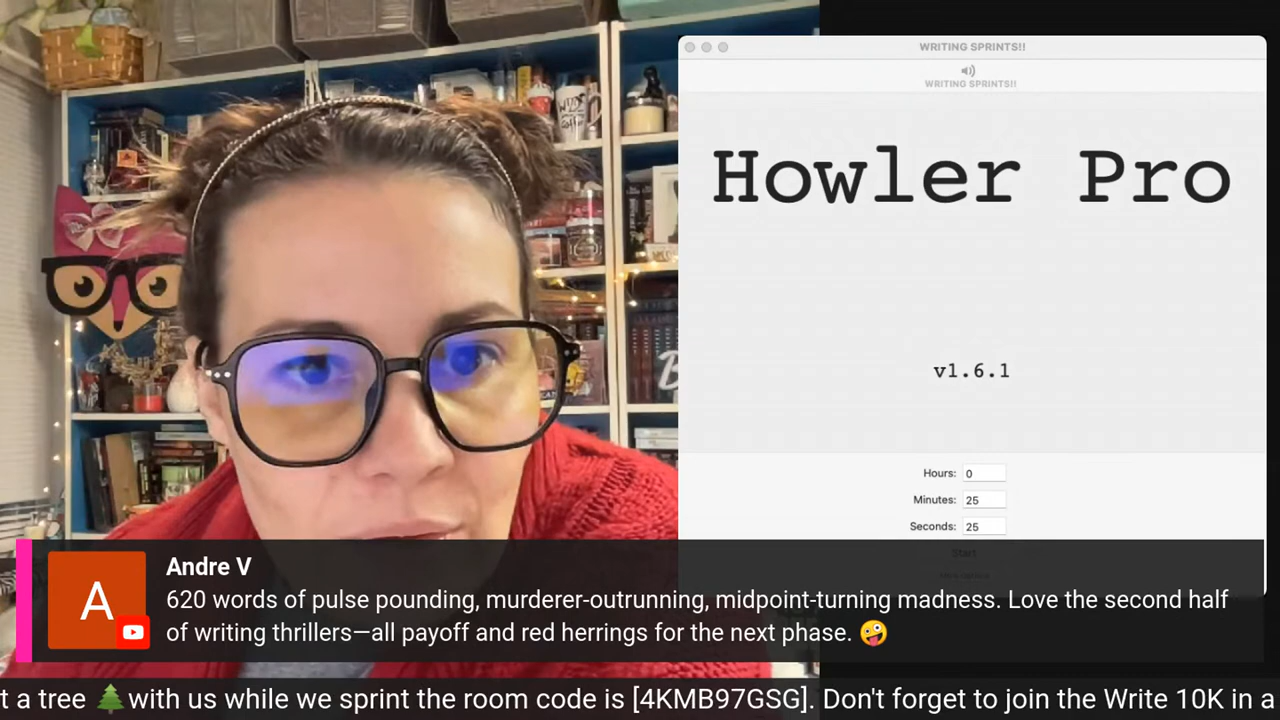 WRITING SPRINTS!!
WRITING SPRINTS!!
Howler Pro
v1.6.1
Hours: 0
Minutes: 25
Seconds: 25
Start
A
Andre V
620 words of pulse pounding, murderer-outrunning, midpoint-turning madness. Love the second half
of writing thrillers—all payoff and red herrings for the next phase. 🤪
t a tree 🌲with us while we sprint the room code is [4KMB97GSG]. Don't forget to join the Write 10K in a